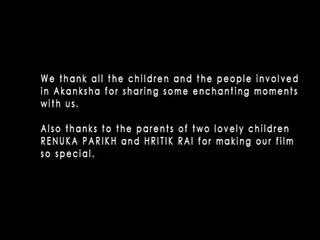 We thank all the children and the people involved
in Akanksha for sharing some enchanting moments
with us.
Also thanks to the parents of two lovely children
RENUKA PARIKH and HRITIK RAI for making our film
so special.